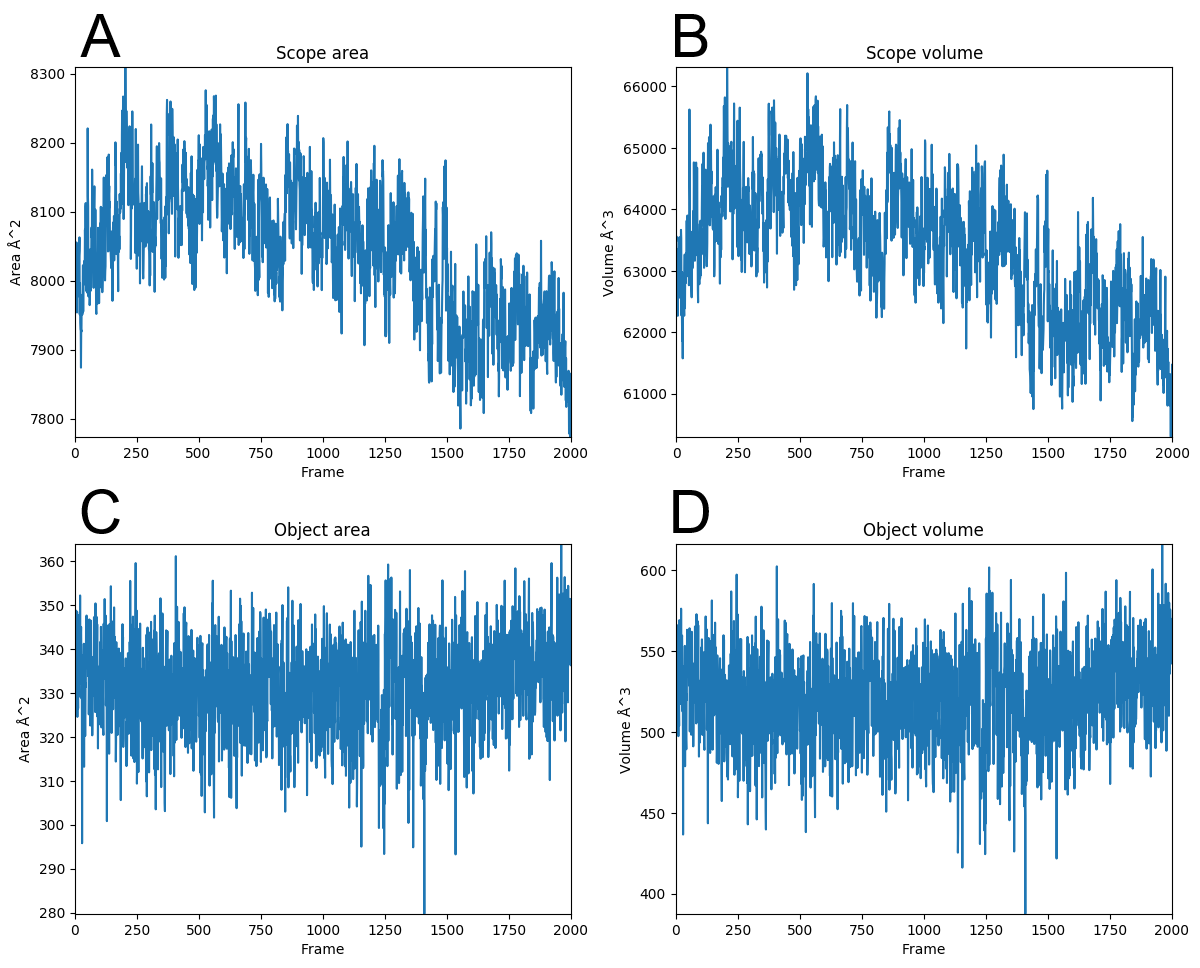 A
Scope area
8300
8200
8100
8000
7900
7800
Area Å^2
0 250 500 750 1000 1250 1500 1750 2000
Frame
B
Scope volume
66000
65000
64000
63000
62000
61000
Volume Å^3
0 250 500 750 1000 1250 1500 1750 2000
Frame
C
Object area
360
350
340
330
320
310
300
290
280
Area Å^2
0 250 500 750 1000 1250 1500 1750 2000
Frame
D
Object volume
600
550
500
450
400
Volume Å^3
0 250 500 750 1000 1250 1500 1750 2000
Frame